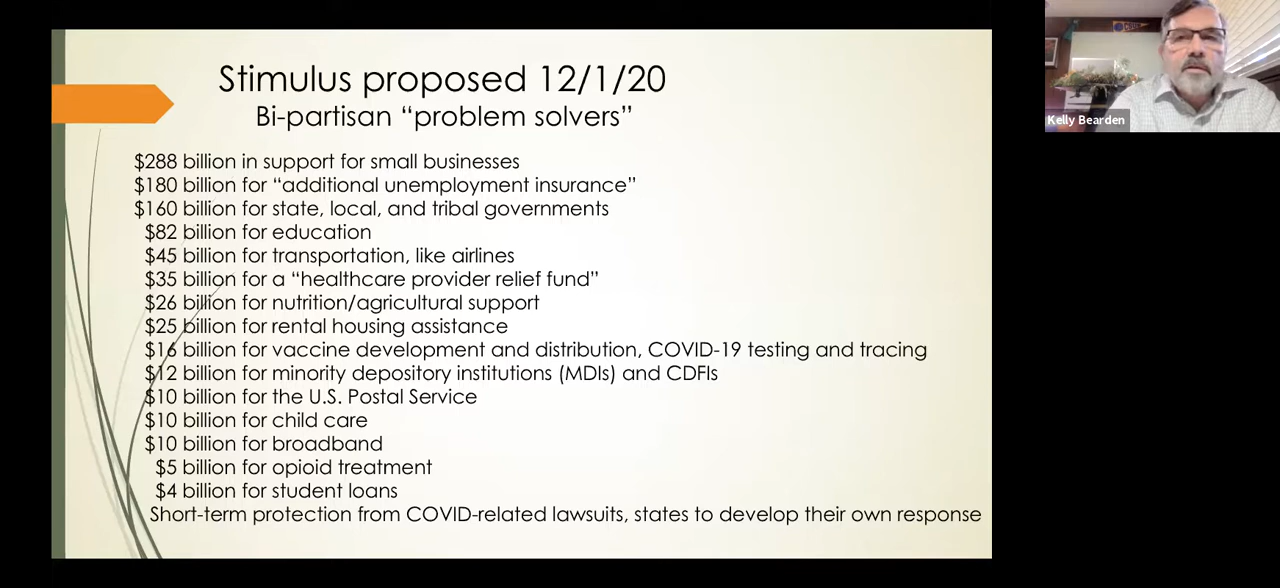 Stimulus proposed 12/1/20
Bi-partisan “problem solvers”
$288 billion in support for small businesses
$180 billion for “additional unemployment insurance”
$160 billion for state, local, and tribal governments
$82 billion for education
$45 billion for transportation, like airlines
$35 billion for a “healthcare provider relief fund”
$26 billion for nutrition/agricultural support
$25 billion for rental housing assistance
$16 billion for vaccine development and distribution, COVID-19 testing and tracing
$12 billion for minority depository institutions (MDIs) and CDFIs
$10 billion for the U.S. Postal Service
$10 billion for child care
$10 billion for broadband
$5 billion for opioid treatment
$4 billion for student loans
Short-term protection from COVID-related lawsuits, states to develop their own response
Kelly Bearden